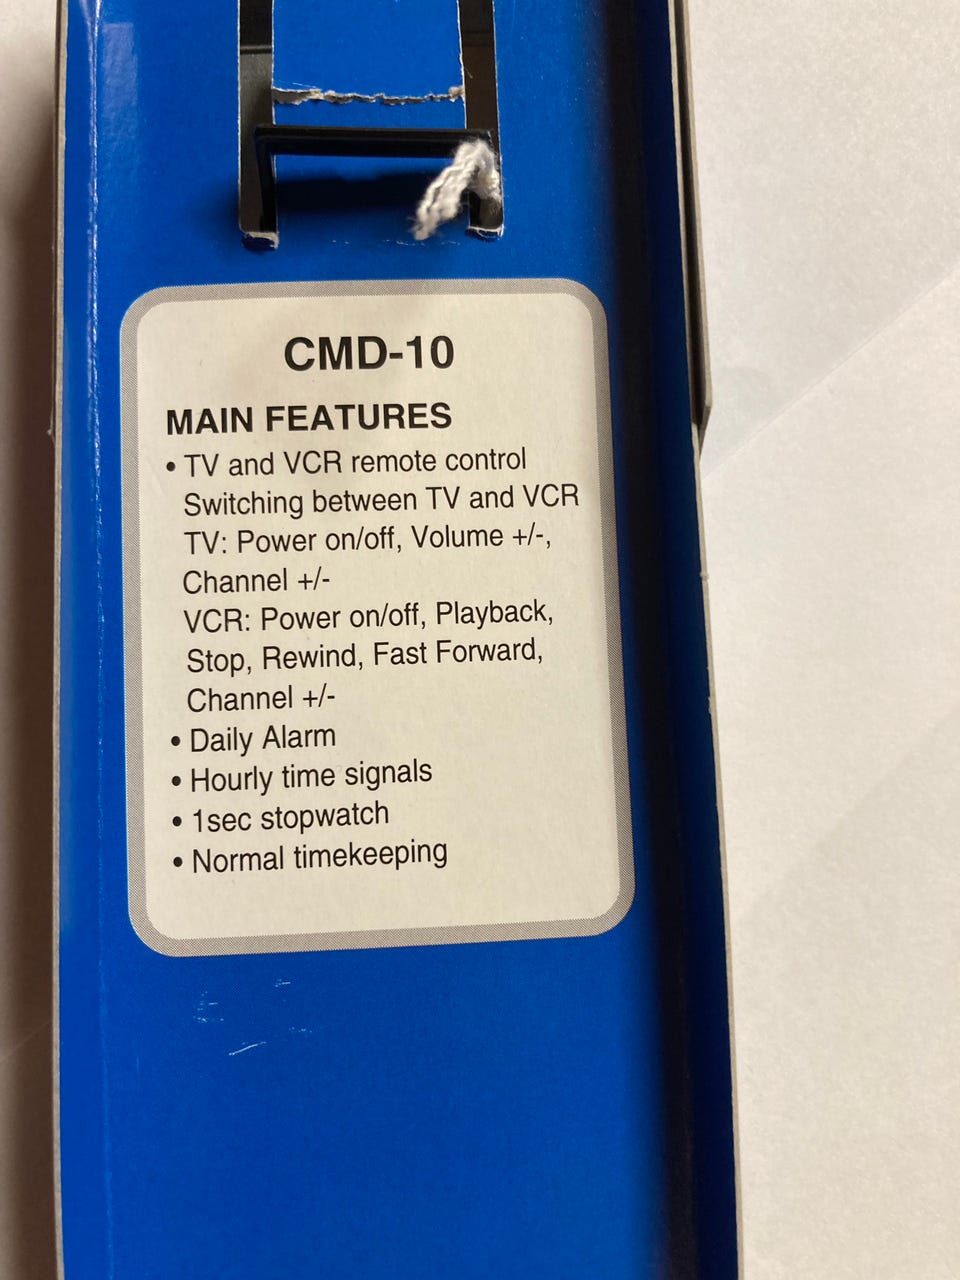 CMD-10
MAIN FEATURES
• TV and VCR remote control
Switching between TV and VCR
TV: Power on/off, Volume +/-,
Channel +/-
VCR: Power on/off, Playback,
Stop, Rewind, Fast Forward,
Channel +/-
• Daily Alarm
• Hourly time signals
• 1sec stopwatch
• Normal timekeeping